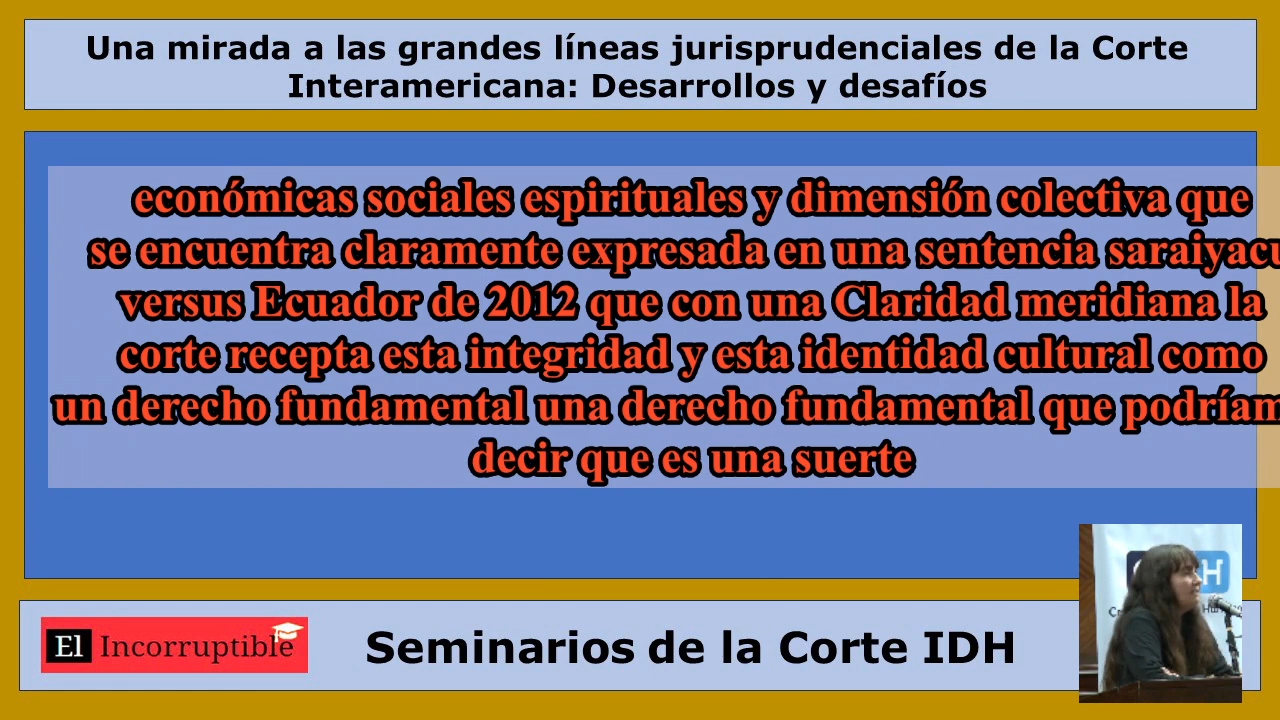 Una mirada a las grandes líneas jurisprudenciales de la Corte
Interamericana: Desarrollos y desafíos
económicas sociales espirituales y dimensión colectiva que
se encuentra claramente expresada en una sentencia saraiyacu
versus Ecuador de 2012 que con una Claridad meridiana la
corte recepta esta integridad y esta identidad cultural como
un derecho fundamental una derecho fundamental que podríam
decir que es una suerte
El Incorruptible
Seminarios de la Corte IDH